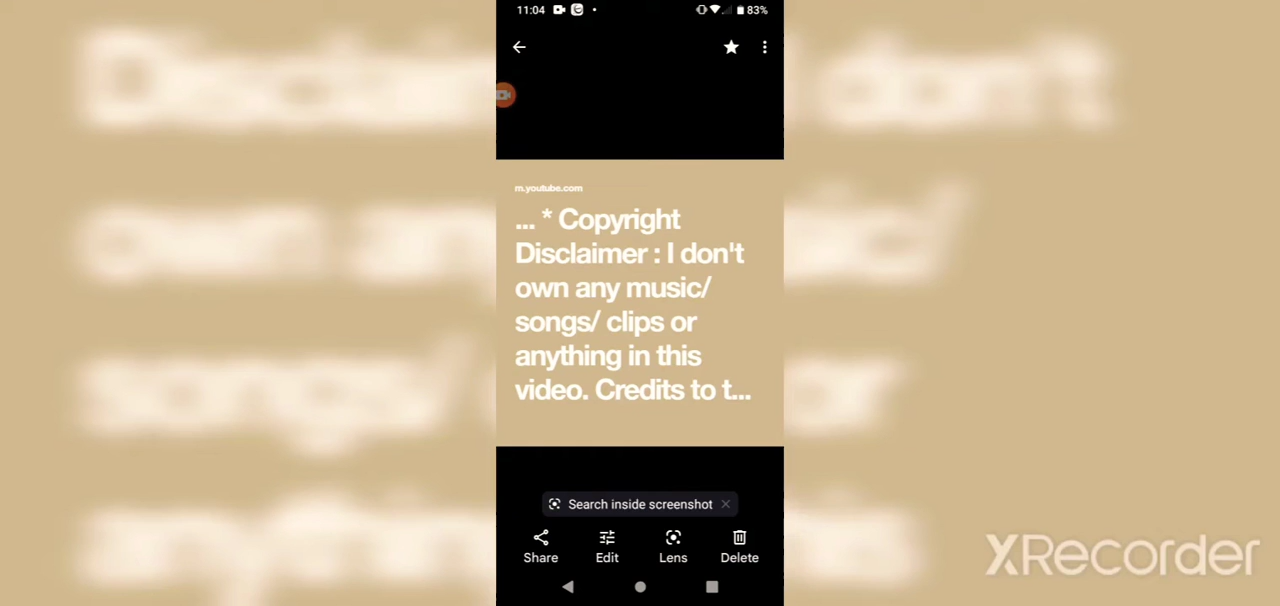 11:04
83%
m.youtube.com
... * Copyright
Disclaimer : I don't
own any music/
songs/ clips or
anything in this
video. Credits to t...
Search inside screenshot
Share
Edit
Lens
Delete
XRecorder